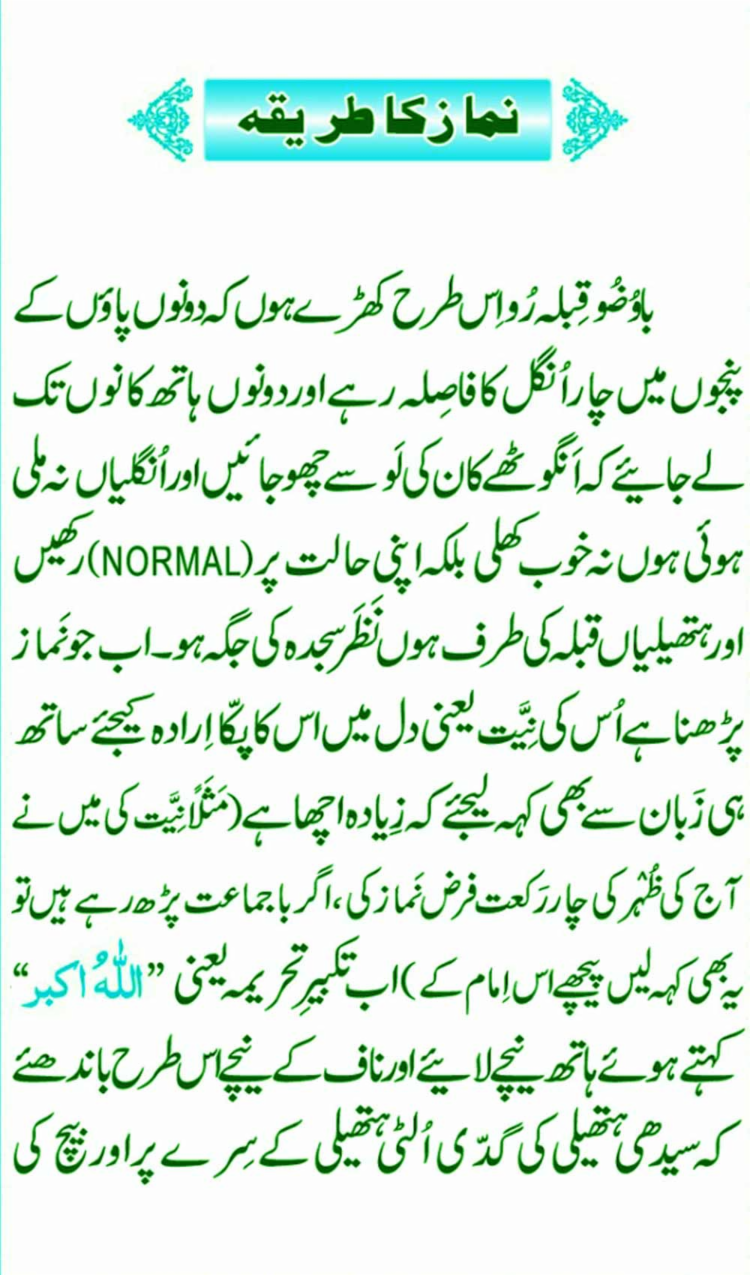 نماز کا طریقہ
باوُضُو قِبلہ رُو اِس طرح کھڑے ہوں کہ دونوں پاؤں کے
پنجوں میں چار اُنگل کا فاصِلہ رہے اور دونوں ہاتھ کانوں تک
لے جایئے کہ اَنگوٹھے کان کی لَو سے چھو جائیں اور اُنگلیاں نہ ملی
ہوئی ہوں نہ خوب کھلی بلکہ اپنی حالت پر (NORMAL) رکھیں
اور ہتھیلیاں قبلہ کی طرف ہوں نَظَر سجدہ کی جگہ ہو۔ اب جو نَماز
پڑھنا ہے اُس کی نِیَّت یعنی دل میں اس کا پکّا اِرادہ کیجئے ساتھ
ہی زَبان سے بھی کہہ لیجئے کہ زِیادہ اچھا ہے (مَثَلًا نِیَّت کی میں نے
آج کی ظُہر کی چار رَکعت فرض نَماز کی، اگر باجماعت پڑھ رہے ہیں تو
یہ بھی کہہ لیں پیچھے اس اِمام کے) اب تکبیرِ تحریمہ یعنی ”اللّٰہُ اکبر“
کہتے ہوئے ہاتھ نیچے لایئے اور ناف کے نیچے اس طرح باندھئے
کہ سیدھی ہتھیلی کی گدّی اُلٹی ہتھیلی کے سِرے پر اور بیچ کی